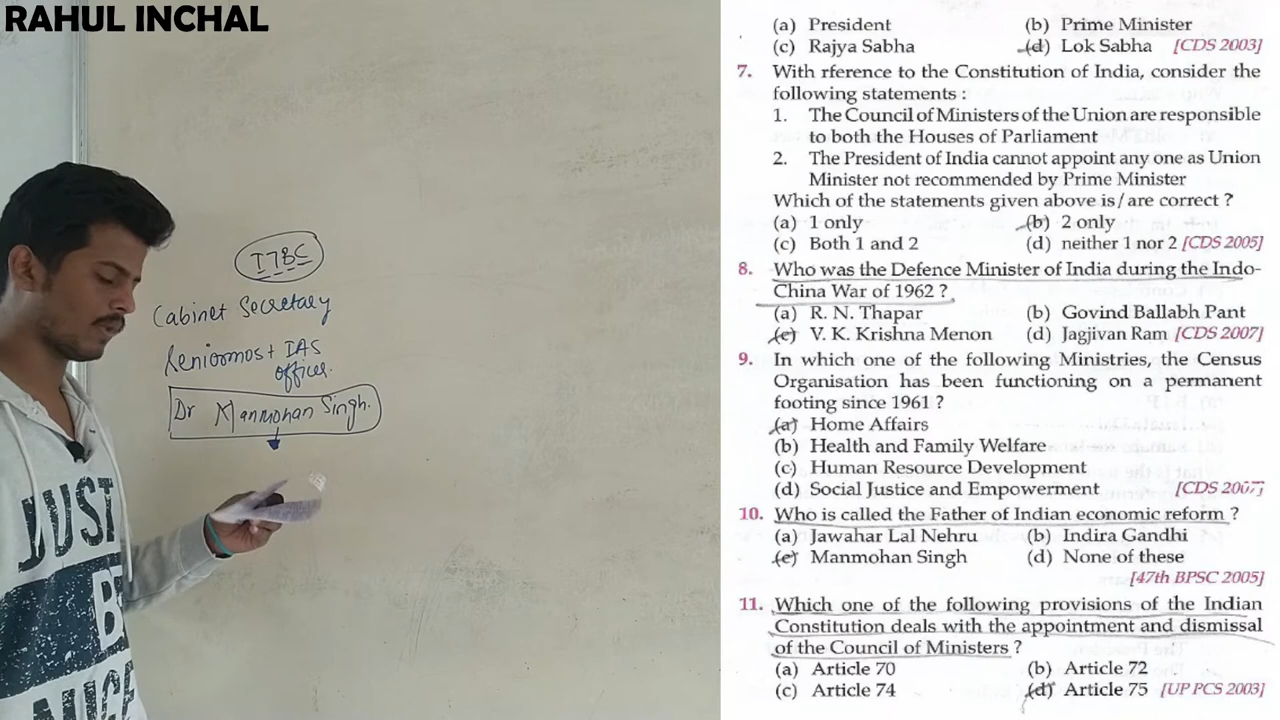 RAHUL INCHAL
ITBC
Cabinet Secretary
Seniormost IAS
officer.
Dr Manmohan Singh.
JUST
(a) President (b) Prime Minister
(c) Rajya Sabha (d) Lok Sabha [CDS 2003]
7. With rference to the Constitution of India, consider the
following statements :
1. The Council of Ministers of the Union are responsible
to both the Houses of Parliament
2. The President of India cannot appoint any one as Union
Minister not recommended by Prime Minister
Which of the statements given above is/are correct ?
(a) 1 only (b) 2 only
(c) Both 1 and 2 (d) neither 1 nor 2 [CDS 2005]
8. Who was the Defence Minister of India during the Indo-
China War of 1962 ?
(a) R. N. Thapar (b) Govind Ballabh Pant
(c) V. K. Krishna Menon (d) Jagjivan Ram [CDS 2007]
9. In which one of the following Ministries, the Census
Organisation has been functioning on a permanent
footing since 1961 ?
(a) Home Affairs
(b) Health and Family Welfare
(c) Human Resource Development
(d) Social Justice and Empowerment [CDS 2007]
10. Who is called the Father of Indian economic reform ?
(a) Jawahar Lal Nehru (b) Indira Gandhi
(c) Manmohan Singh (d) None of these
[47th BPSC 2005]
11. Which one of the following provisions of the Indian
Constitution deals with the appointment and dismissal
of the Council of Ministers ?
(a) Article 70 (b) Article 72
(c) Article 74 (d) Article 75 [UP PCS 2003]